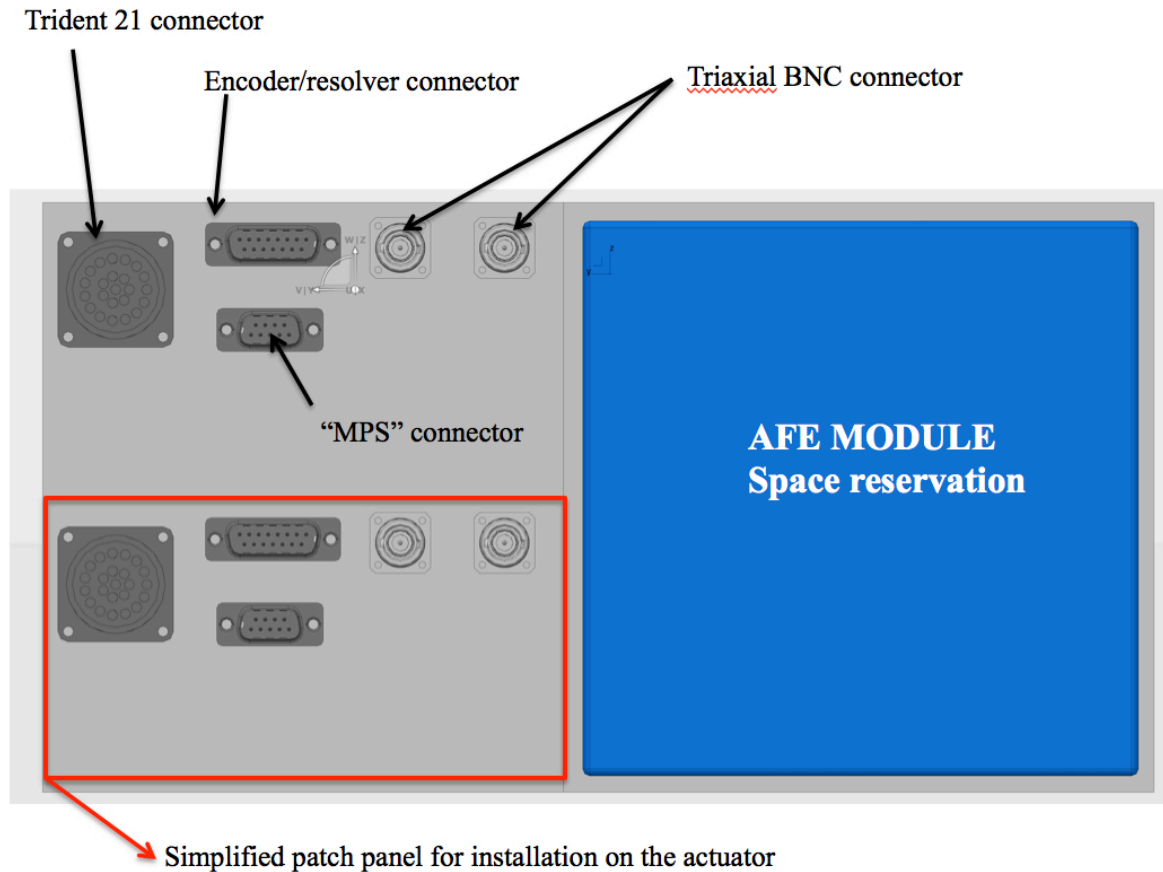 Trident 21 connector
Encoder/resolver connector
Triaxial BNC connector
W|Z
V|Y
U|X
z
y
“MPS” connector
AFE MODULE
Space reservation
Simplified patch panel for installation on the actuator